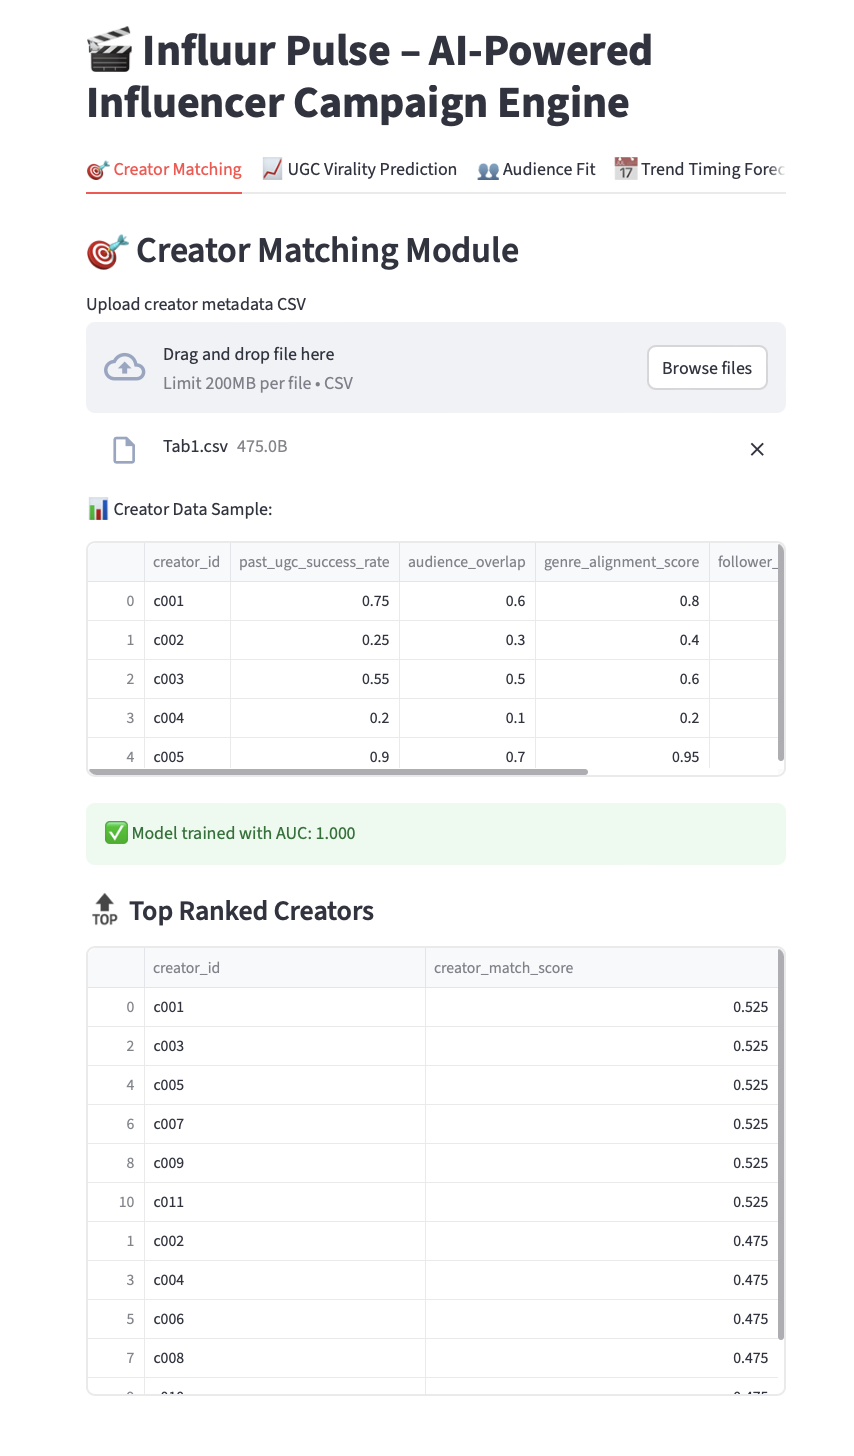 Influur Pulse – AI-Powered
Influencer Campaign Engine
Creator Matching
UGC Virality Prediction
Audience Fit
17
Trend Timing Forec
Creator Matching Module
Upload creator metadata CSV
Drag and drop file here
Limit 200MB per file • CSV
Browse files
Tab1.csv 475.0B
Creator Data Sample:
creator_id past_ugc_success_rate audience_overlap genre_alignment_score follower_
0 c001 0.75 0.6 0.8
1 c002 0.25 0.3 0.4
2 c003 0.55 0.5 0.6
3 c004 0.2 0.1 0.2
4 c005 0.9 0.7 0.95
Model trained with AUC: 1.000
TOP
Top Ranked Creators
creator_id creator_match_score
0 c001 0.525
2 c003 0.525
4 c005 0.525
6 c007 0.525
8 c009 0.525
10 c011 0.525
1 c002 0.475
3 c004 0.475
5 c006 0.475
7 c008 0.475